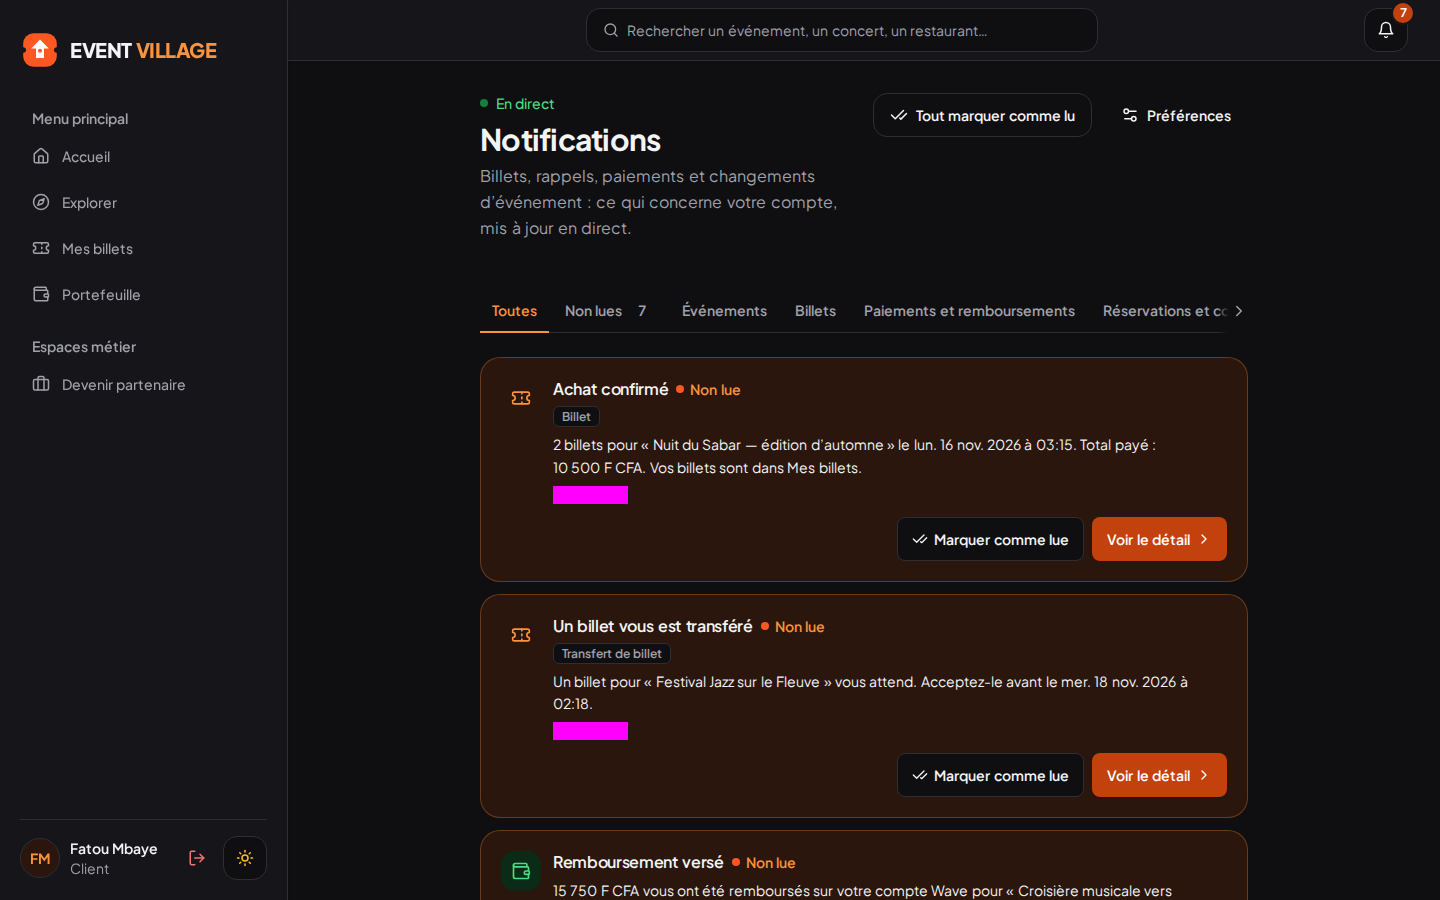 EVENT VILLAGE
Rechercher un événement, un concert, un restaurant...
7
Menu principal
Accueil
Explorer
Mes billets
Portefeuille
Espaces métier
Devenir partenaire
FM
Fatou Mbaye
Client
En direct
Notifications
Billets, rappels, paiements et changements
d’événement : ce qui concerne votre compte,
mis à jour en direct.
Tout marquer comme lu
Préférences
Toutes
Non lues 7
Événements
Billets
Paiements et remboursements
Réservations et
Achat confirmé
Non lue
Billet
2 billets pour « Nuit du Sabar — édition d’automne » le lun. 16 nov. 2026 à 03:15. Total payé :
10 500 F CFA. Vos billets sont dans Mes billets.
Marquer comme lue
Voir le détail
Un billet vous est transféré
Non lue
Transfert de billet
Un billet pour « Festival Jazz sur le Fleuve » vous attend. Acceptez-le avant le mer. 18 nov. 2026 à
02:18.
Marquer comme lue
Voir le détail
Remboursement versé
Non lue
15 750 F CFA vous ont été remboursés sur votre compte Wave pour « Croisière musicale vers